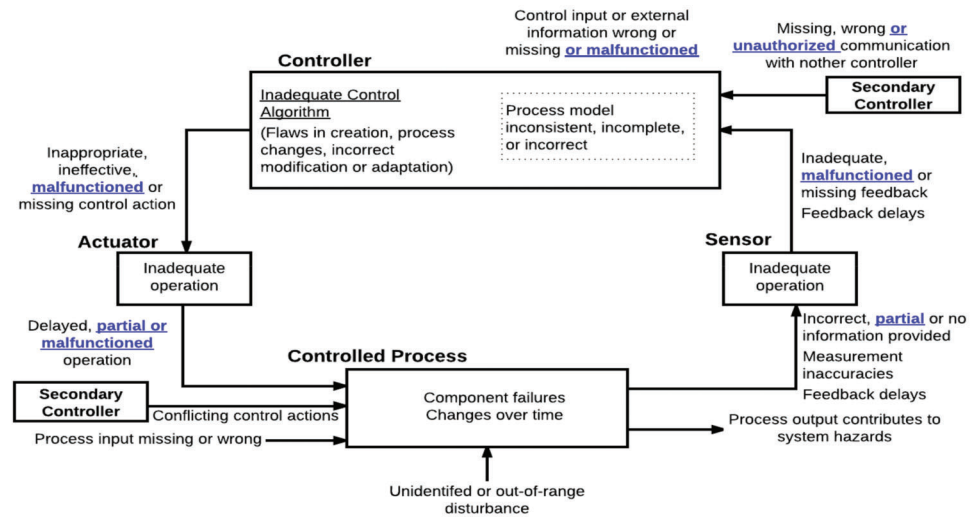 Control input or external
information wrong or
missing or malfunctioned
Missing, wrong or
unauthorized communication
with nother controller
Controller
Secondary
Controller
Inadequate Control
Algorithm
(Flaws in creation, process
changes, incorrect
modification or adaptation)
Process model
inconsistent, incomplete,
or incorrect
Inappropriate,
ineffective,
malfunctioned or
missing control action
Inadequate,
malfunctioned or
missing feedback
Feedback delays
Actuator
Inadequate
operation
Sensor
Inadequate
operation
Delayed, partial or
malfunctioned
operation
Incorrect, partial or no
information provided
Measurement
inaccuracies
Feedback delays
Controlled Process
Component failures
Changes over time
Secondary
Controller
Conflicting control actions
Process input missing or wrong
Process output contributes to
system hazards
Unidentifed or out-of-range
disturbance